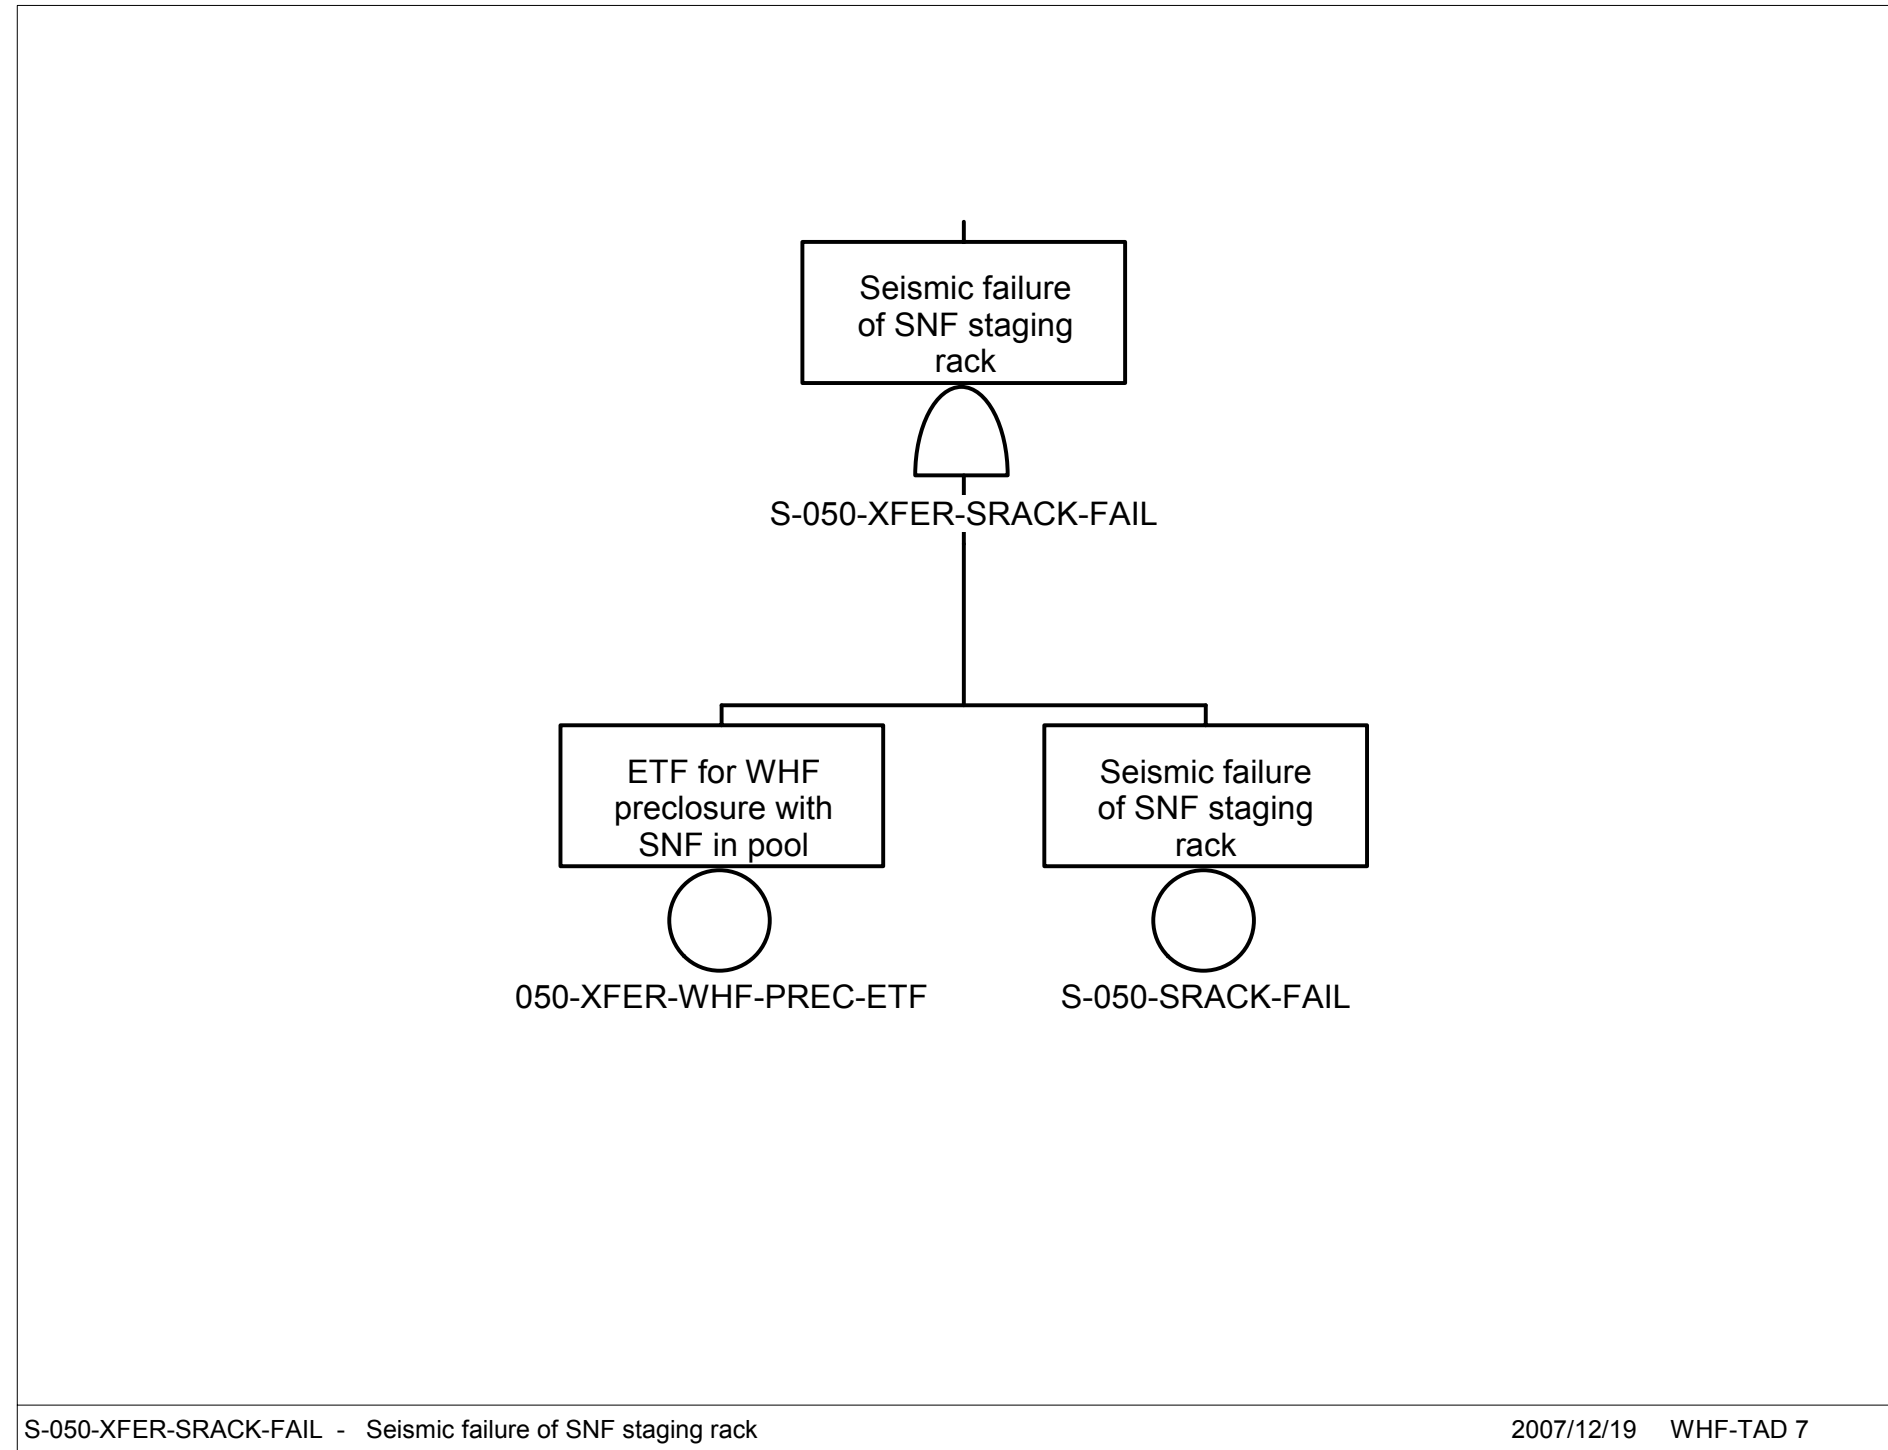 Seismic failure
of SNF staging
rack
S-050-XFER-SRACK-FAIL
ETF for WHF
preclosure with
SNF in pool
050-XFER-WHF-PREC-ETF
Seismic failure
of SNF staging
rack
S-050-SRACK-FAIL
S-050-XFER-SRACK-FAIL - Seismic failure of SNF staging rack 2007/12/19 WHF-TAD 7